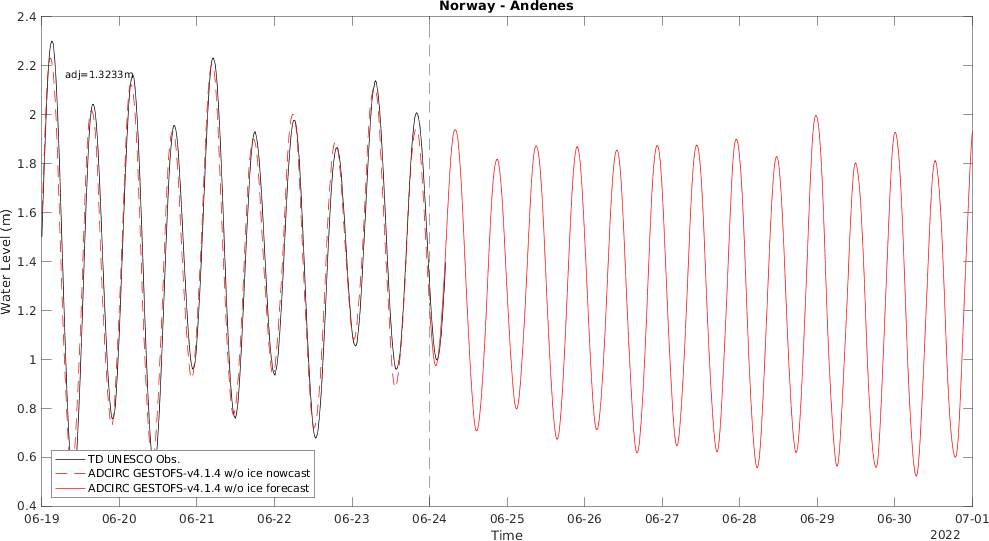 Norway - Andenes
2.4
2.2
2
1.8
1.6
1.4
1.2
1
0.8
0.6
0.4
Water Level (m)
adj=1.3233m
TD UNESCO Obs.
ADCIRC GESTOFS-v4.1.4 w/o ice nowcast
ADCIRC GESTOFS-v4.1.4 w/o ice forecast
06-19 06-20 06-21 06-22 06-23 06-24 06-25 06-26 06-27 06-28 06-29 06-30 07-01
Time
2022